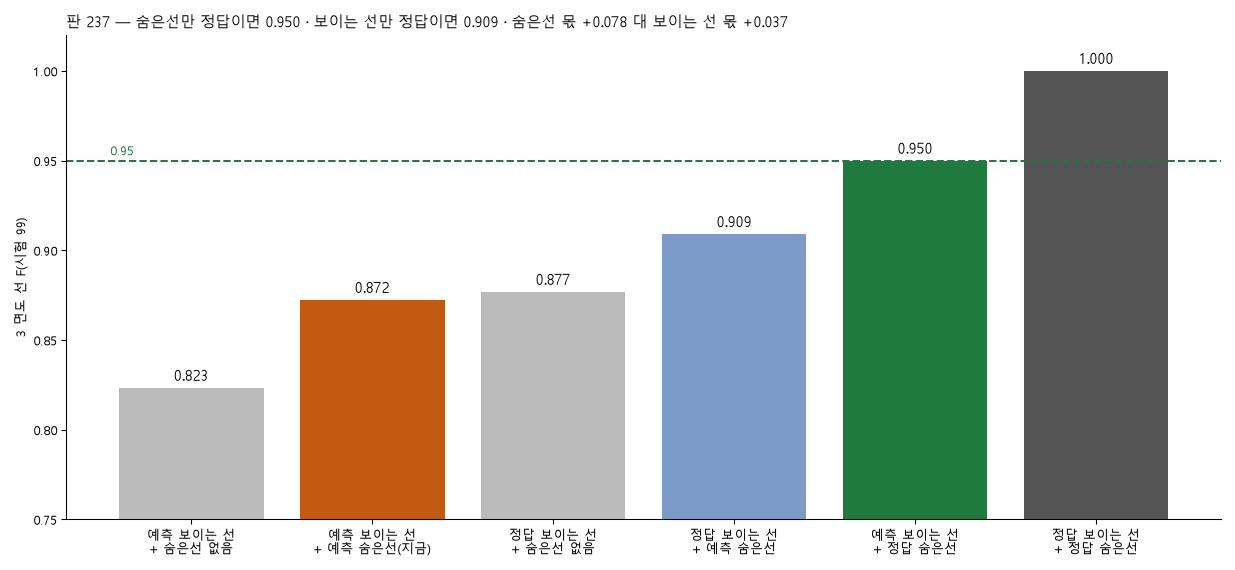 판 237 — 숨은선만 정답이면 0.950 · 보이는 선만 정답이면 0.909 · 숨은선 몫 +0.078 대 보이는 선 몫 +0.037
3 면도 선 F(시험 99)
1.00
0.95
0.90
0.85
0.80
0.75
0.95
0.823
0.872
0.877
0.909
0.950
1.000
예측 보이는 선
+ 숨은선 없음
예측 보이는 선
+ 예측 숨은선(지금)
정답 보이는 선
+ 숨은선 없음
정답 보이는 선
+ 예측 숨은선
예측 보이는 선
+ 정답 숨은선
정답 보이는 선
+ 정답 숨은선